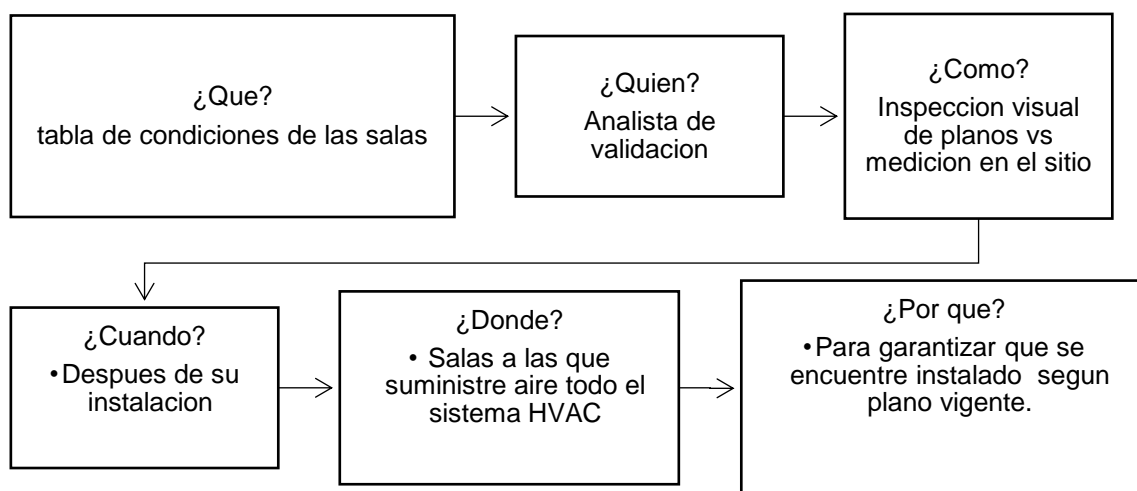 ¿Que?
tabla de condiciones de las salas
¿Quien?
Analista de
validacion
¿Como?
Inspeccion visual
de planos vs
medicion en el sitio
¿Cuando?
•Despues de su
instalacion
¿Donde?
• Salas a las que
suministre aire todo el
sistema HVAC
¿Por que?
•Para garantizar que se
encuentre instalado segun
plano vigente.